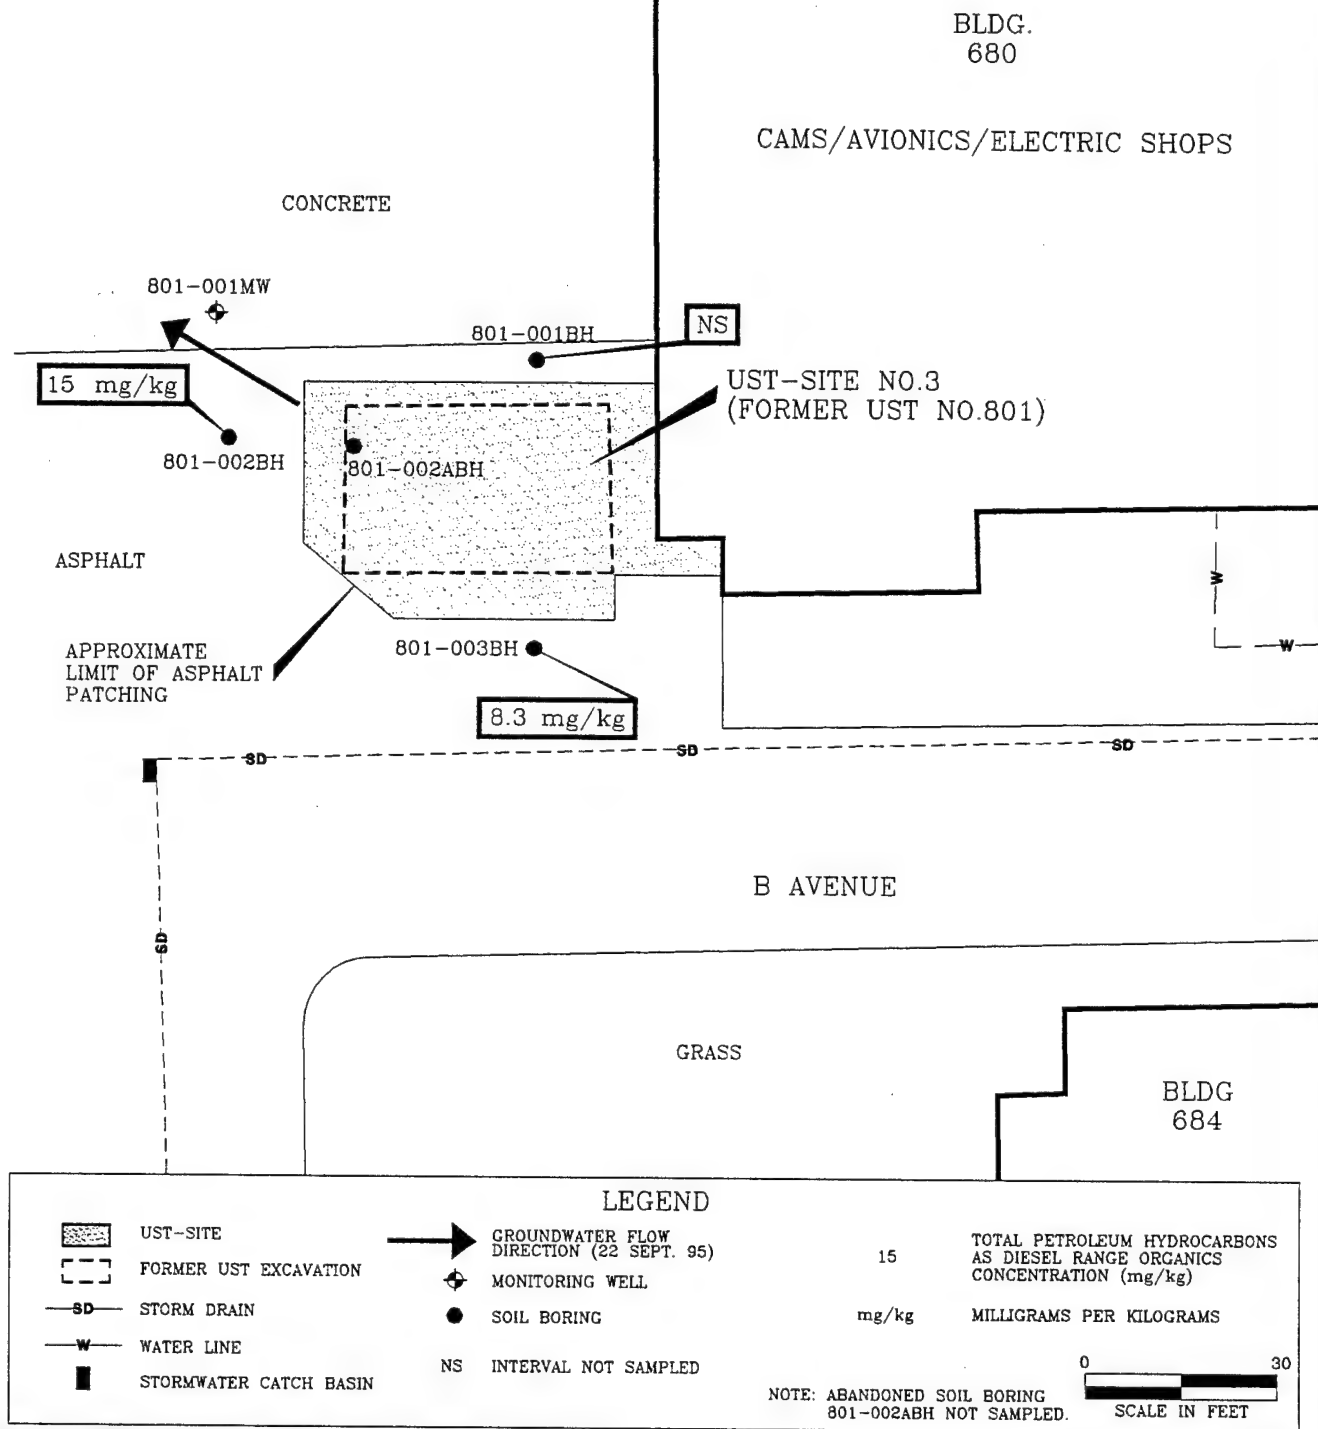 BLDG.
680
CAMS/AVIONICS/ELECTRIC SHOPS
CONCRETE
801-001MW
801-001BH
NS
15 mg/kg
UST-SITE NO.3
(FORMER UST NO.801)
801-002BH
801-002ABH
ASPHALT
W
W
APPROXIMATE
LIMIT OF ASPHALT
PATCHING
801-003BH
8.3 mg/kg
SD
SD
SD
B AVENUE
SD
GRASS
BLDG
684
LEGEND
UST-SITE
FORMER UST EXCAVATION
SD STORM DRAIN
W WATER LINE
STORMWATER CATCH BASIN
GROUNDWATER FLOW
DIRECTION (22 SEPT. 95)
MONITORING WELL
SOIL BORING
NS INTERVAL NOT SAMPLED
15 TOTAL PETROLEUM HYDROCARBONS
AS DIESEL RANGE ORGANICS
CONCENTRATION (mg/kg)
mg/kg MILLIGRAMS PER KILOGRAMS
NOTE: ABANDONED SOIL BORING
801-002ABH NOT SAMPLED.
0 30
SCALE IN FEET